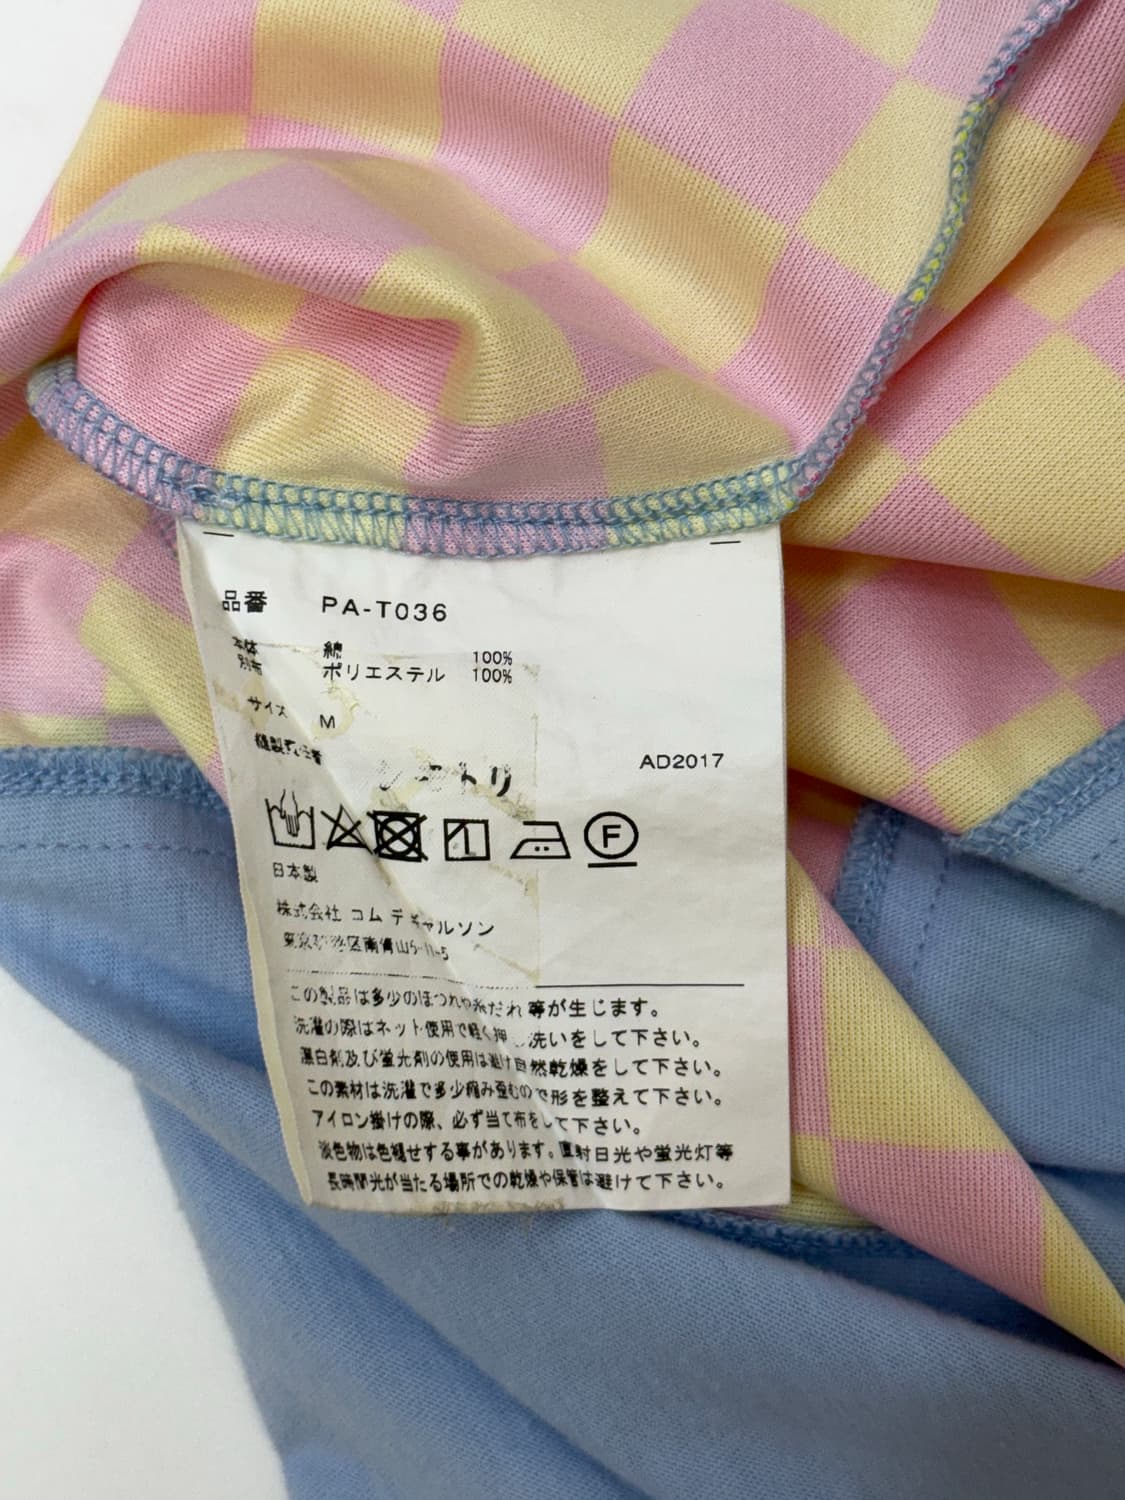 品番 PA-T036
本体 綿 100%
別布 ポリエステル 100%
サイズ M
縫製責任者
AD2017
F
日本製
株式会社 コム デ ギャルソン
東京都港区南青山5-11-5
この製品は多少のほつれや糸だれ等が生じます。
洗濯の際はネット使用で軽く押し洗いをして下さい。
漂白剤及び蛍光剤の使用は避け自然乾燥をして下さい。
この素材は洗濯で多少縮み歪むので形を整えて下さい。
アイロン掛けの際、必ず当て布をして下さい。
淡色物は色褪せする事があります。直射日光や蛍光灯等
長時間光が当たる場所での乾燥や保管は避けて下さい。